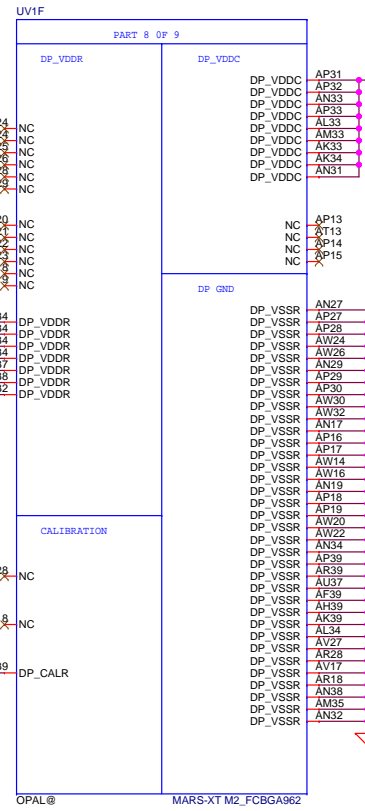 UV1F
PART 8 0F 9
DP_VDDR
DP_VDDC
DP_VDDC AP31
DP_VDDC AP32
DP_VDDC AN33
DP_VDDC AP33
DP_VDDC AL33
DP_VDDC AM33
DP_VDDC AK33
DP_VDDC AK34
DP_VDDC AN31
NC
NC
NC
NC
NC
NC
NC
NC
NC
NC
NC
NC
NC AP13
NC AT13
NC AP14
NC AP15
DP GND
DP_VDDR
DP_VDDR
DP_VDDR
DP_VDDR
DP_VDDR
DP_VDDR
DP_VDDR
DP_VSSR AN27
DP_VSSR AP27
DP_VSSR AP28
DP_VSSR AW24
DP_VSSR AW26
DP_VSSR AN29
DP_VSSR AP29
DP_VSSR AP30
DP_VSSR AW30
DP_VSSR AW32
DP_VSSR AN17
DP_VSSR AP16
DP_VSSR AP17
DP_VSSR AW14
DP_VSSR AW16
DP_VSSR AN19
DP_VSSR AP18
DP_VSSR AP19
DP_VSSR AW20
DP_VSSR AW22
DP_VSSR AN34
DP_VSSR AP39
DP_VSSR AR39
DP_VSSR AU37
DP_VSSR AF39
DP_VSSR AH39
DP_VSSR AK39
DP_VSSR AL34
DP_VSSR AV27
DP_VSSR AR28
DP_VSSR AV17
DP_VSSR AR18
DP_VSSR AN38
DP_VSSR AM35
DP_VSSR AN32
CALIBRATION
NC
NC
DP_CALR
OPAL@
MARS-XT M2_FCBGA962